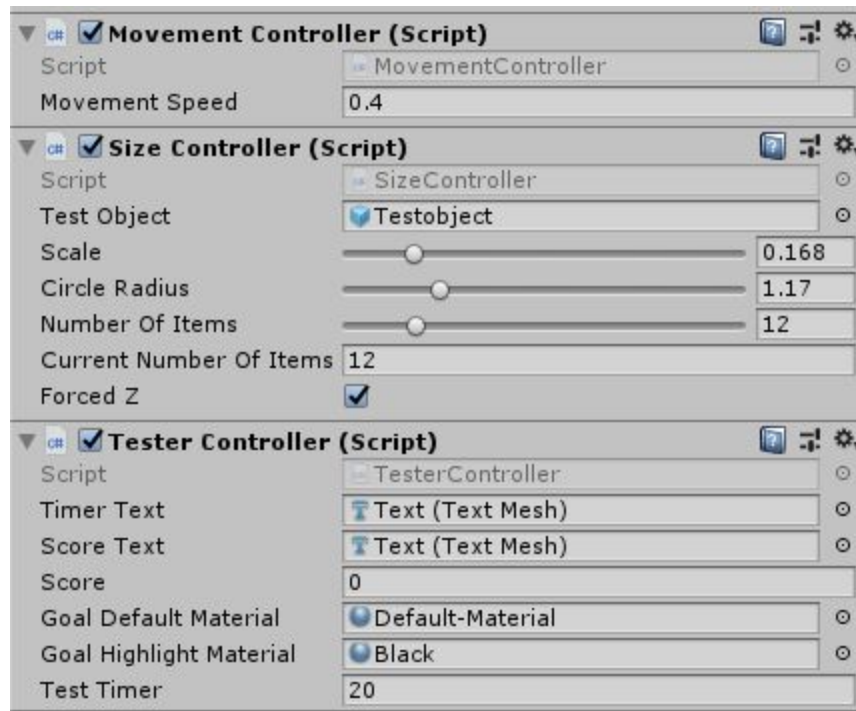 Movement Controller (Script)
Script MovementController
Movement Speed 0.4
Size Controller (Script)
Script SizeController
Test Object Testobject
Scale 0.168
Circle Radius 1.17
Number Of Items 12
Current Number Of Items 12
Forced Z
Tester Controller (Script)
Script TesterController
Timer Text Text (Text Mesh)
Score Text Text (Text Mesh)
Score 0
Goal Default Material Default-Material
Goal Highlight Material Black
Test Timer 20